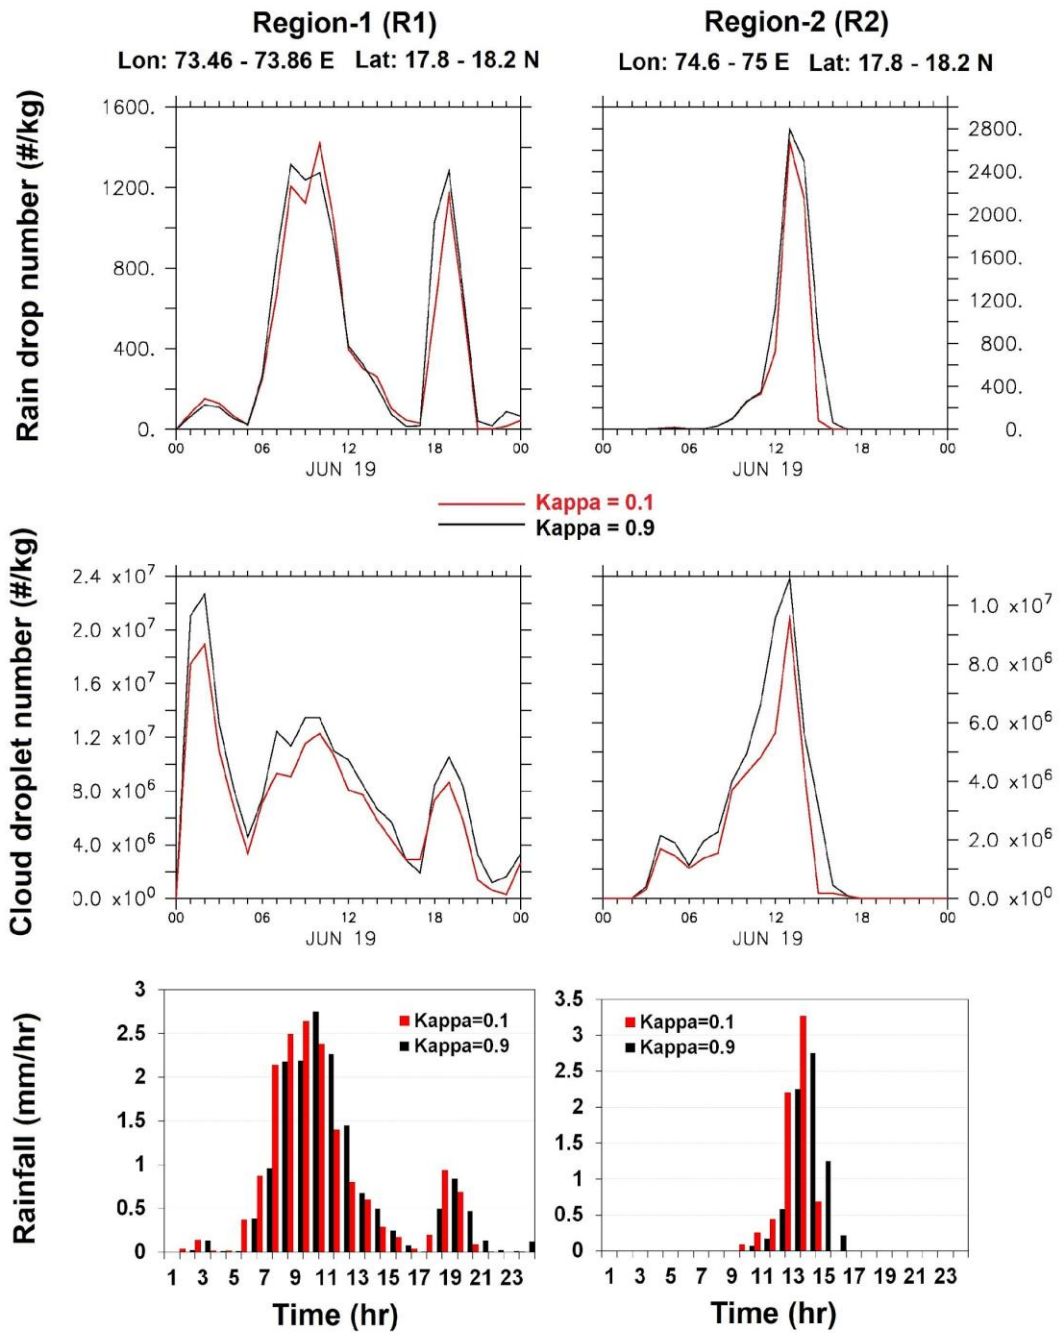 Region-1 (R1)
Region-2 (R2)
Lon: 73.46 - 73.86 E Lat: 17.8 - 18.2 N
Lon: 74.6 - 75 E Lat: 17.8 - 18.2 N
Rain drop number (#/kg)
1600.
1200.
800.
400.
0.
00 06 12 18 00
JUN 19
2800.
2400.
2000.
1600.
1200.
800.
400.
0.
00 06 12 18 00
JUN 19
Kappa = 0.1
Kappa = 0.9
Cloud droplet number (#/kg)
2.4 x10⁷
2.0 x10⁷
1.6 x10⁷
1.2 x10⁷
8.0 x10⁶
4.0 x10⁶
0.0 x10⁰
00 06 12 18 00
JUN 19
1.0 x10⁷
8.0 x10⁶
6.0 x10⁶
4.0 x10⁶
2.0 x10⁶
0.0 x10⁰
00 06 12 18 00
JUN 19
Rainfall (mm/hr)
3
2.5
2
1.5
1
0.5
0
Kappa=0.1
Kappa=0.9
1 3 5 7 9 11 13 15 17 19 21 23
Time (hr)
3.5
3
2.5
2
1.5
1
0.5
0
Kappa=0.1
Kappa=0.9
1 3 5 7 9 11 13 15 17 19 21 23
Time (hr)